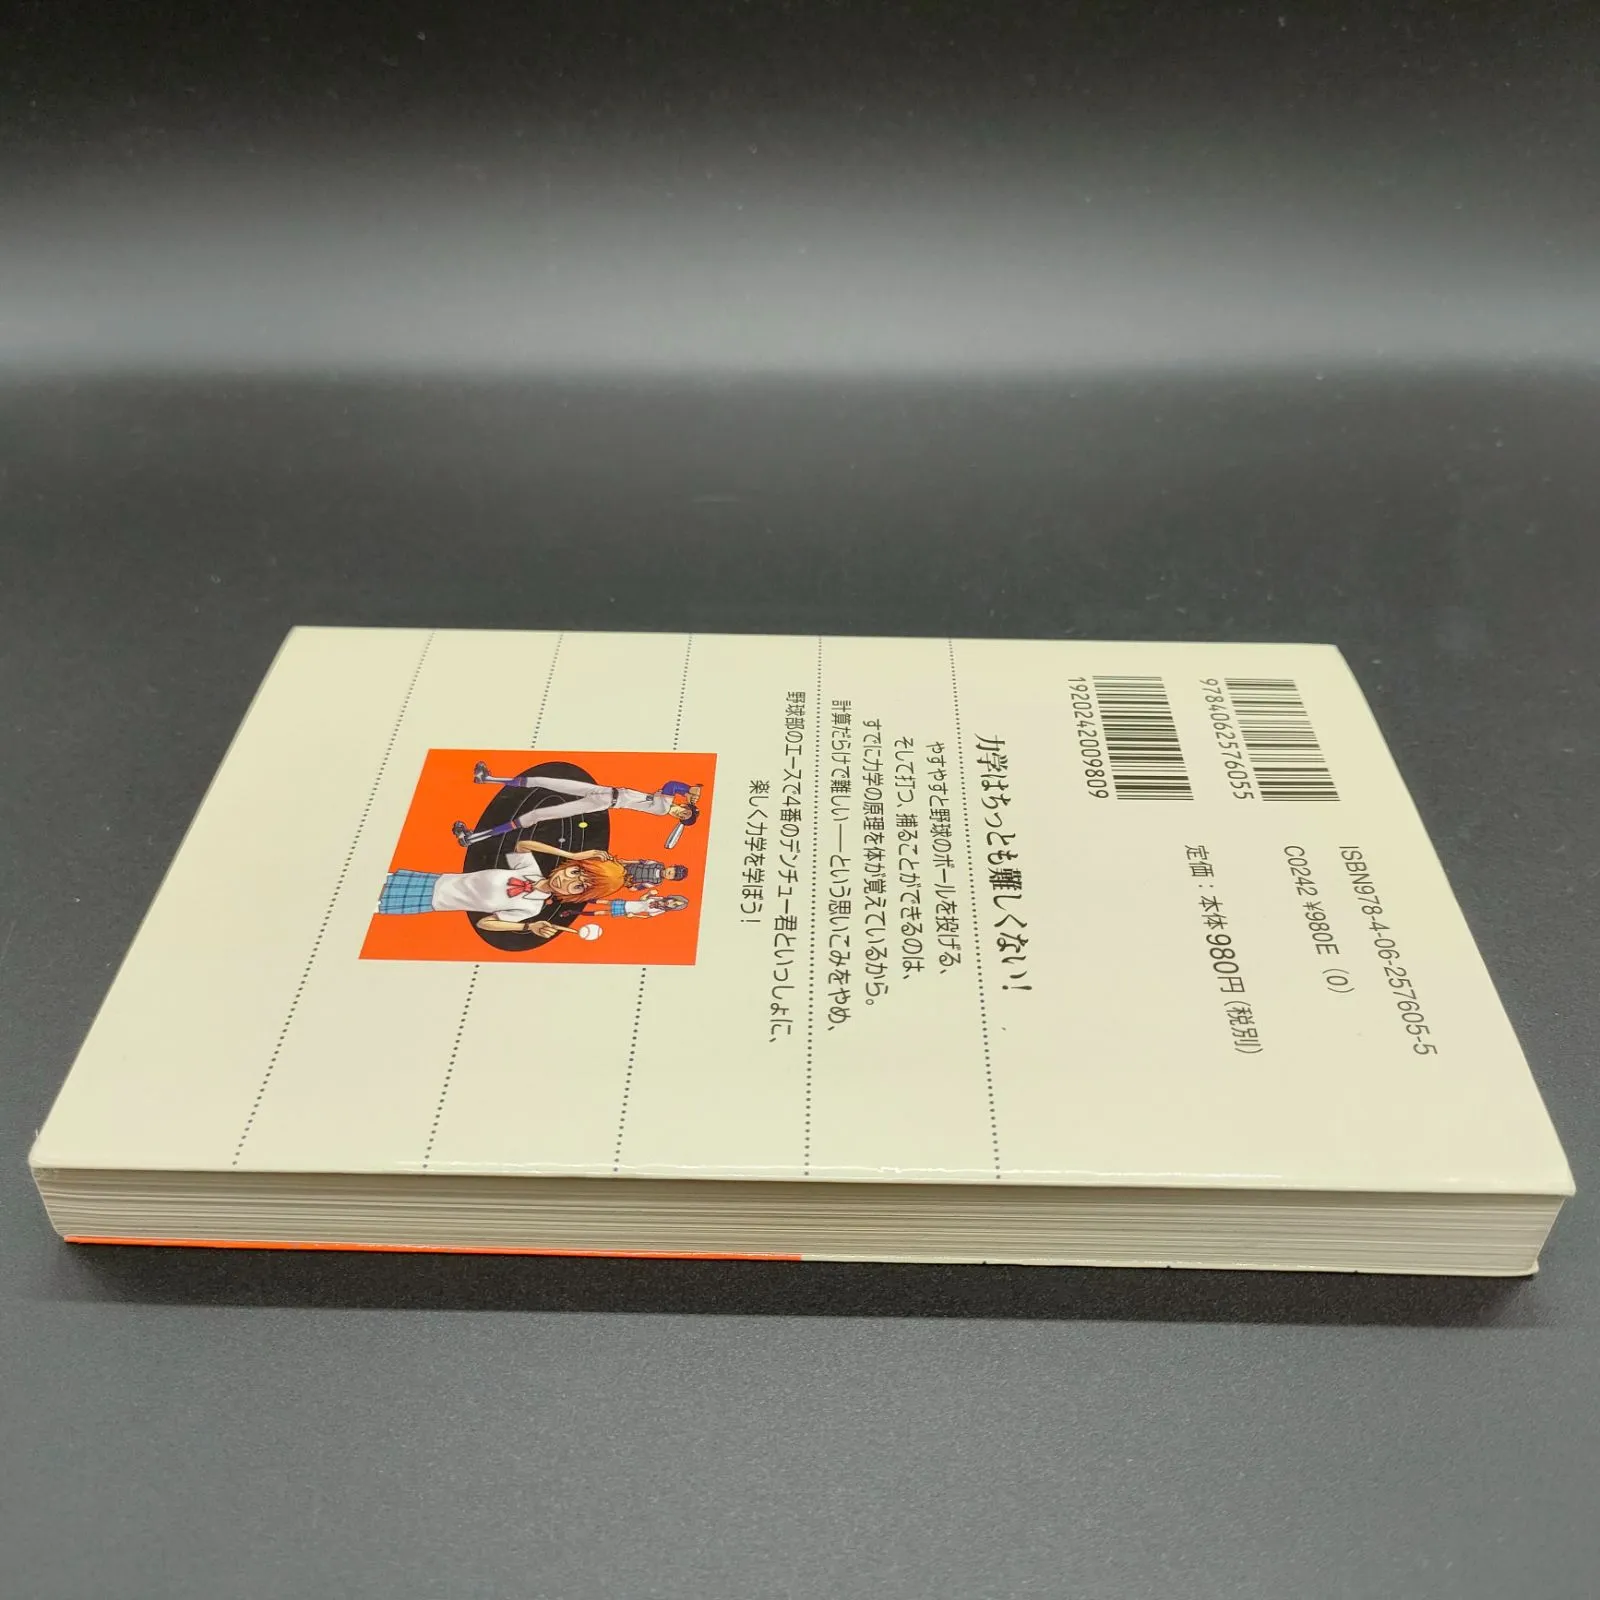 9784062576055
1920242009809
ISBN978-4-06-257605-5
C0242 ¥980E (0)
定価：本体980円（税別）
力学はちっとも難しくない！
やすやすと野球のボールを投げる、
そして打つ、捕ることができるのは、
すでに力学の原理を体が覚えているから。
計算だらけで難しい――という思いこみをやめ、
野球部のエースで4番のデンチュー君といっしょに、
楽しく力学を学ぼう！